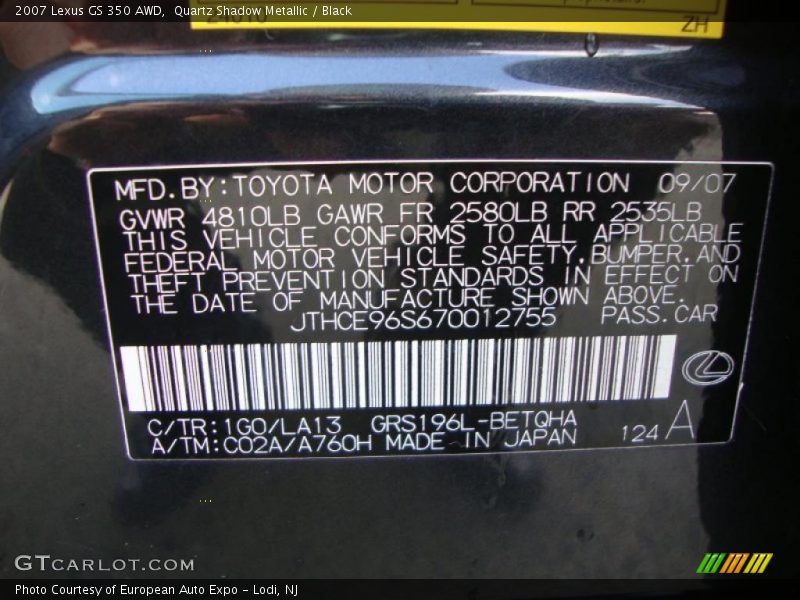 2007 Lexus GS 350 AWD, Quartz Shadow Metallic / Black
24010
ZH
MFD.BY:TOYOTA MOTOR CORPORATION 09/07
GVWR 4810LB GAWR FR 2580LB RR 2535LB
THIS VEHICLE CONFORMS TO ALL APPLICABLE
FEDERAL MOTOR VEHICLE SAFETY,BUMPER,AND
THEFT PREVENTION STANDARDS IN EFFECT ON
THE DATE OF MANUFACTURE SHOWN ABOVE.
JTHCE96S670012755 PASS.CAR
C/TR:1G0/LA13 GRS196L-BETQHA
A/TM:C02A/A760H MADE IN JAPAN 124A
GTCARLOT.COM
Photo Courtesy of European Auto Expo - Lodi, NJ